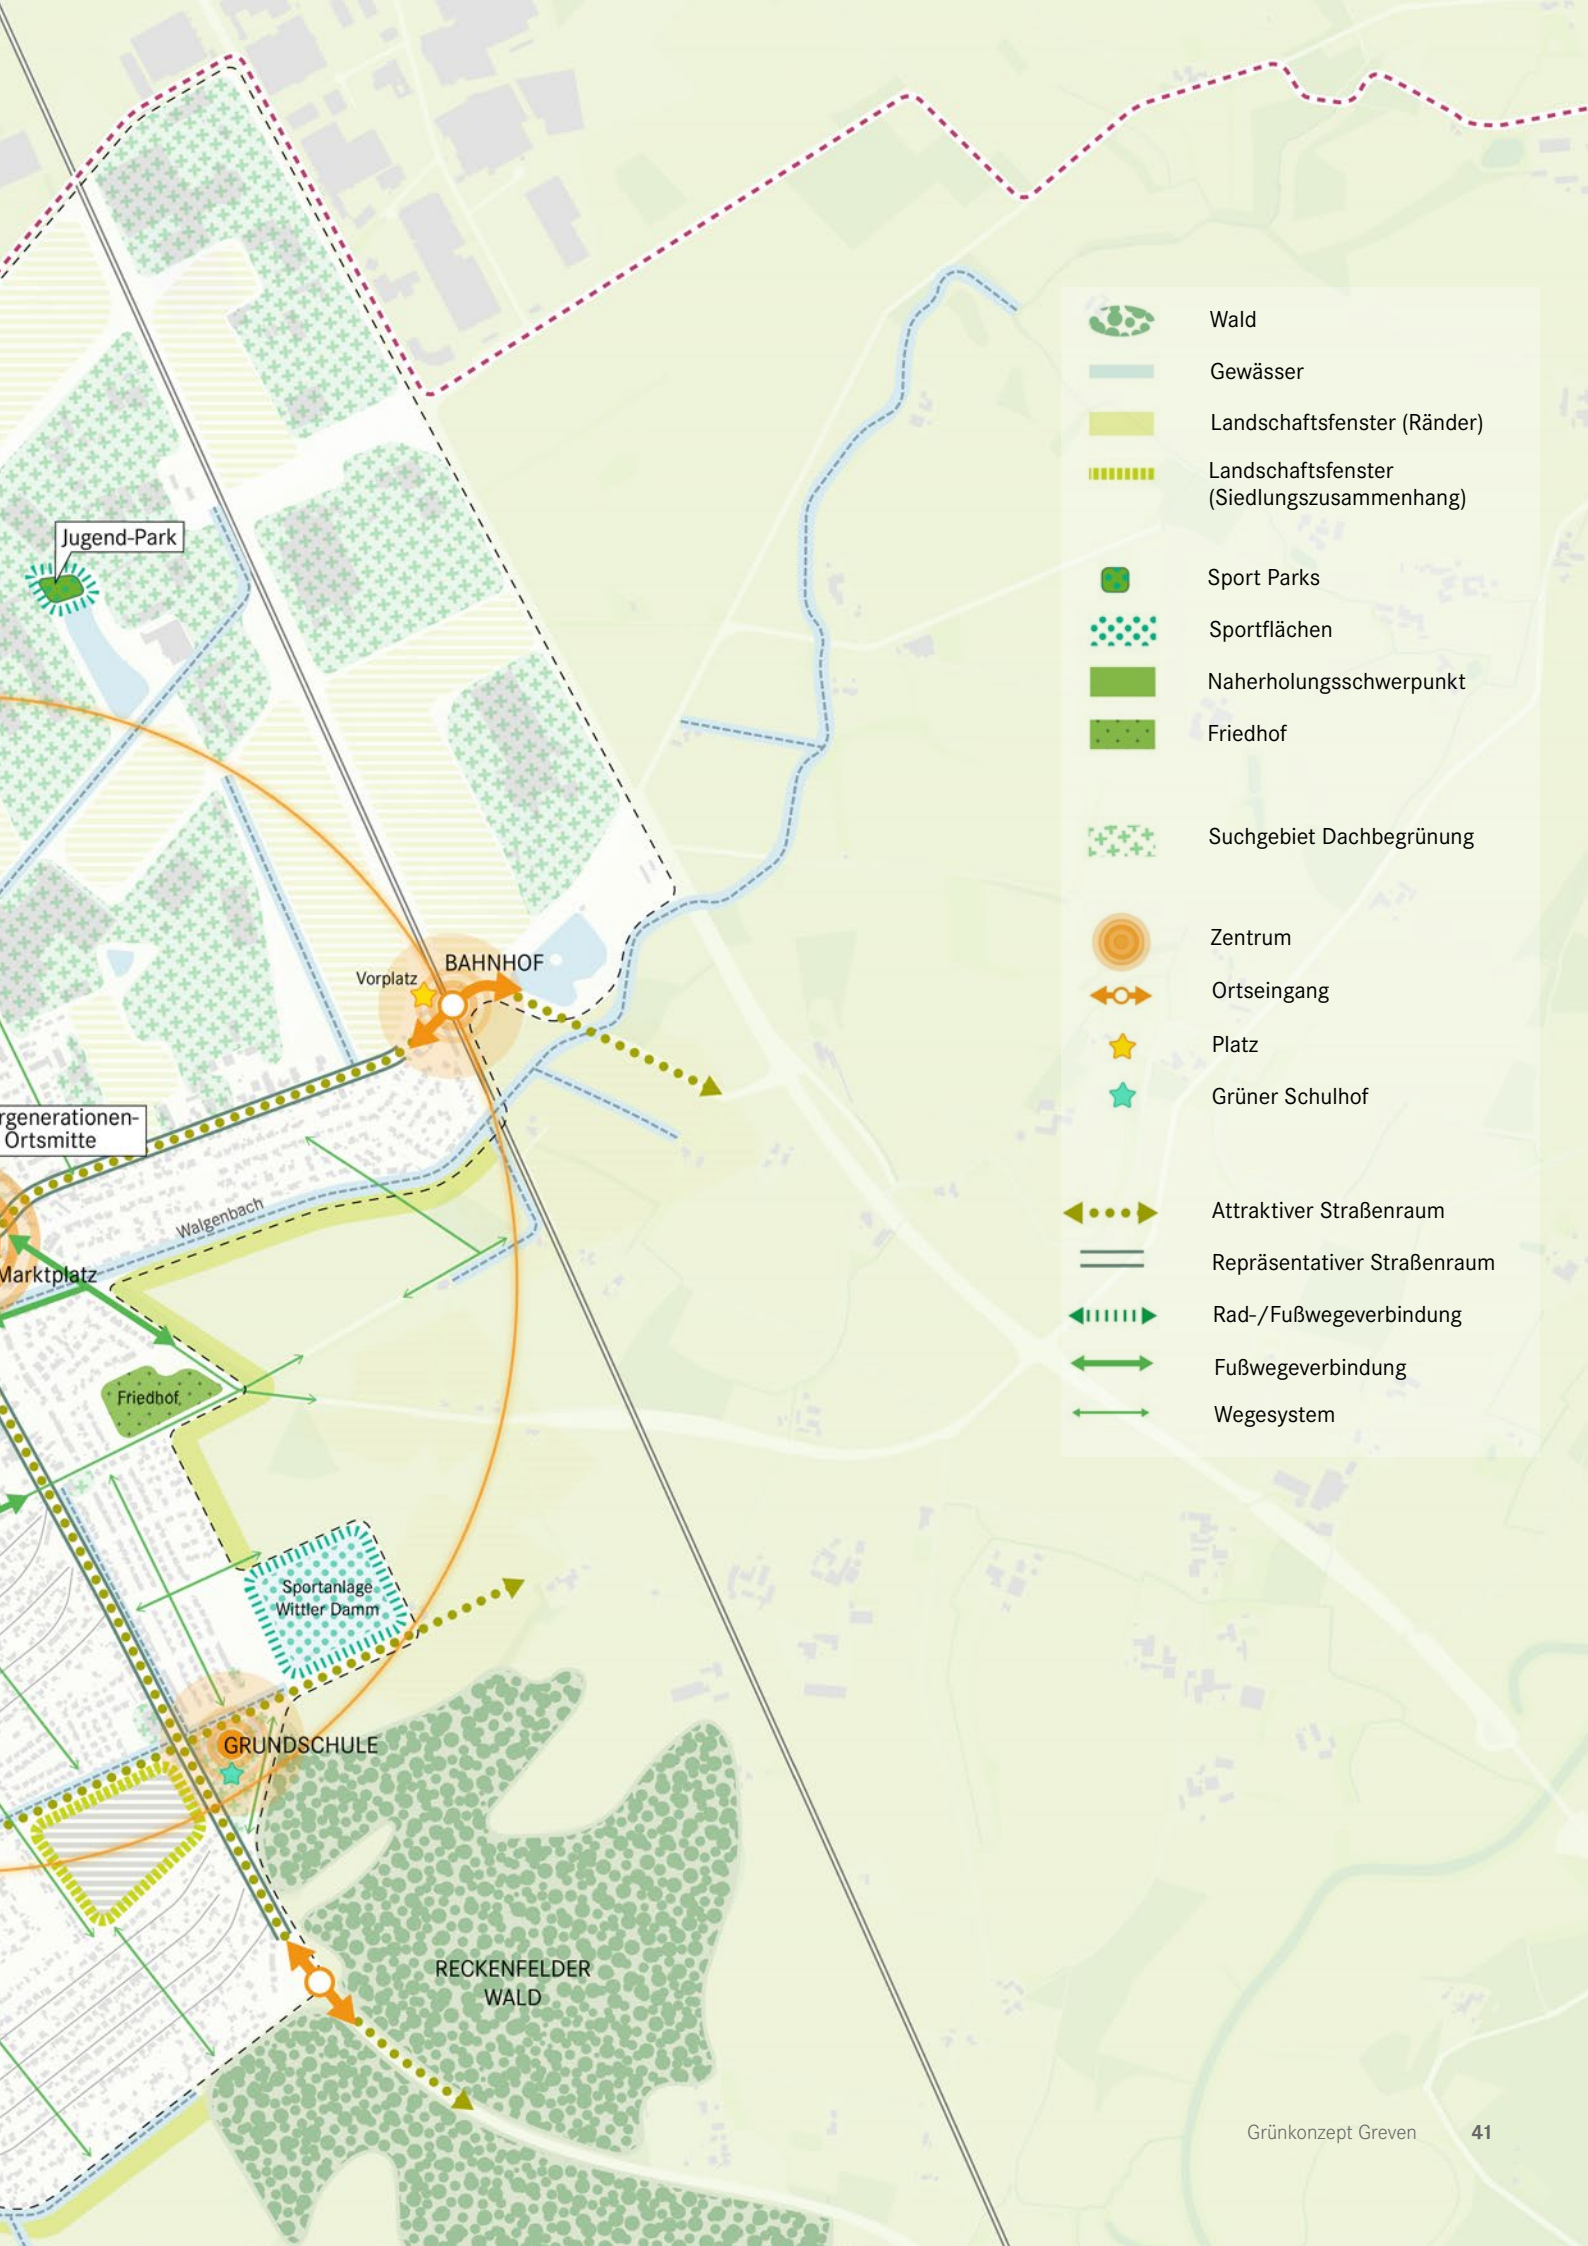 Jugend-Park
BAHNHOF
Vorplatz
rgenerationen-
Ortsmitte
Walgenbach
Marktplatz
Friedhof
Sportanlage
Wittler Damm
GRUNDSCHULE
RECKENFELDER
WALD
Wald
Gewässer
Landschaftsfenster (Ränder)
Landschaftsfenster
(Siedlungszusammenhang)
Sport Parks
Sportflächen
Naherholungsschwerpunkt
Friedhof
Suchgebiet Dachbegrünung
Zentrum
Ortseingang
Platz
Grüner Schulhof
Attraktiver Straßenraum
Repräsentativer Straßenraum
Rad-/Fußwegeverbindung
Fußwegeverbindung
Wegesystem
Grünkonzept Greven 41